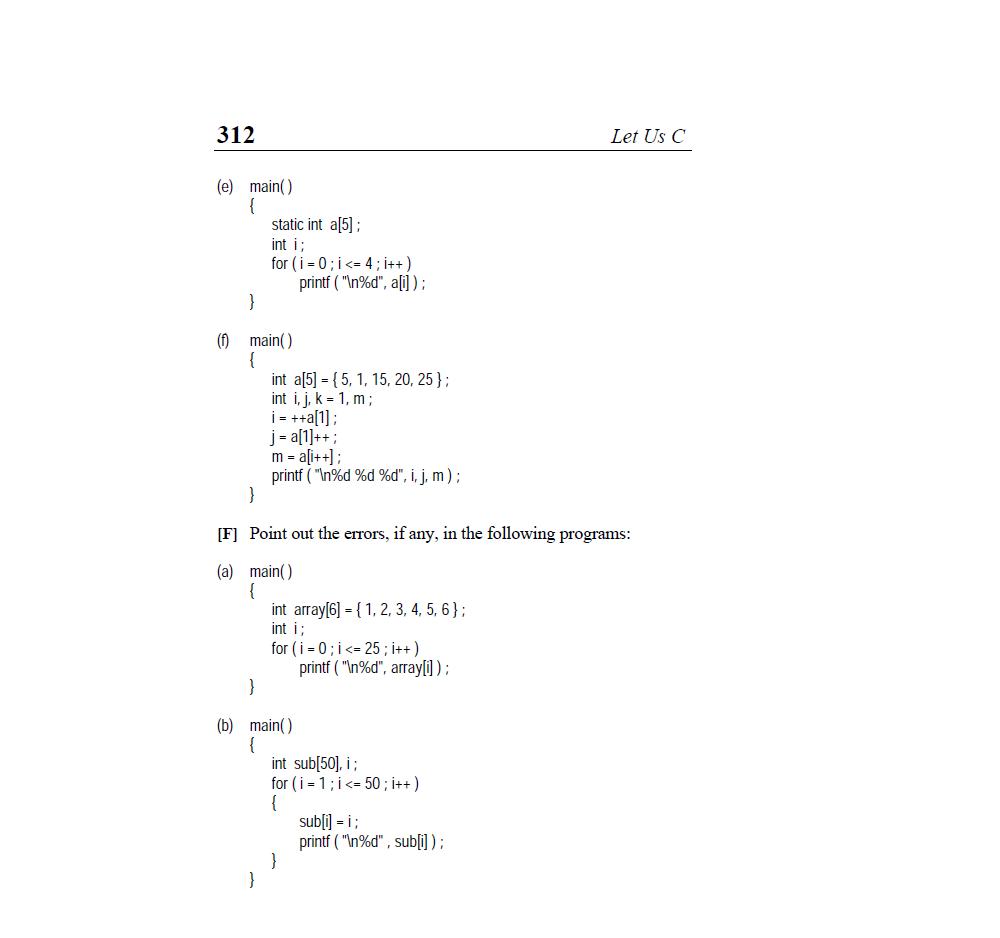 312 Let Us C
(e) main( )
{
static int a[5] ;
int i ;
for ( i = 0 ; i <= 4 ; i++ )
printf ( "\n%d", a[i] ) ;
}
(f) main( )
{
int a[5] = { 5, 1, 15, 20, 25 } ;
int i, j, k = 1, m ;
i = ++a[1] ;
j = a[1]++ ;
m = a[i++] ;
printf ( "\n%d %d %d", i, j, m ) ;
}
[F] Point out the errors, if any, in the following programs:
(a) main( )
{
int array[6] = { 1, 2, 3, 4, 5, 6 } ;
int i ;
for ( i = 0 ; i <= 25 ; i++ )
printf ( "\n%d", array[i] ) ;
}
(b) main( )
{
int sub[50], i ;
for ( i = 1 ; i <= 50 ; i++ )
{
sub[i] = i ;
printf ( "\n%d" , sub[i] ) ;
}
}